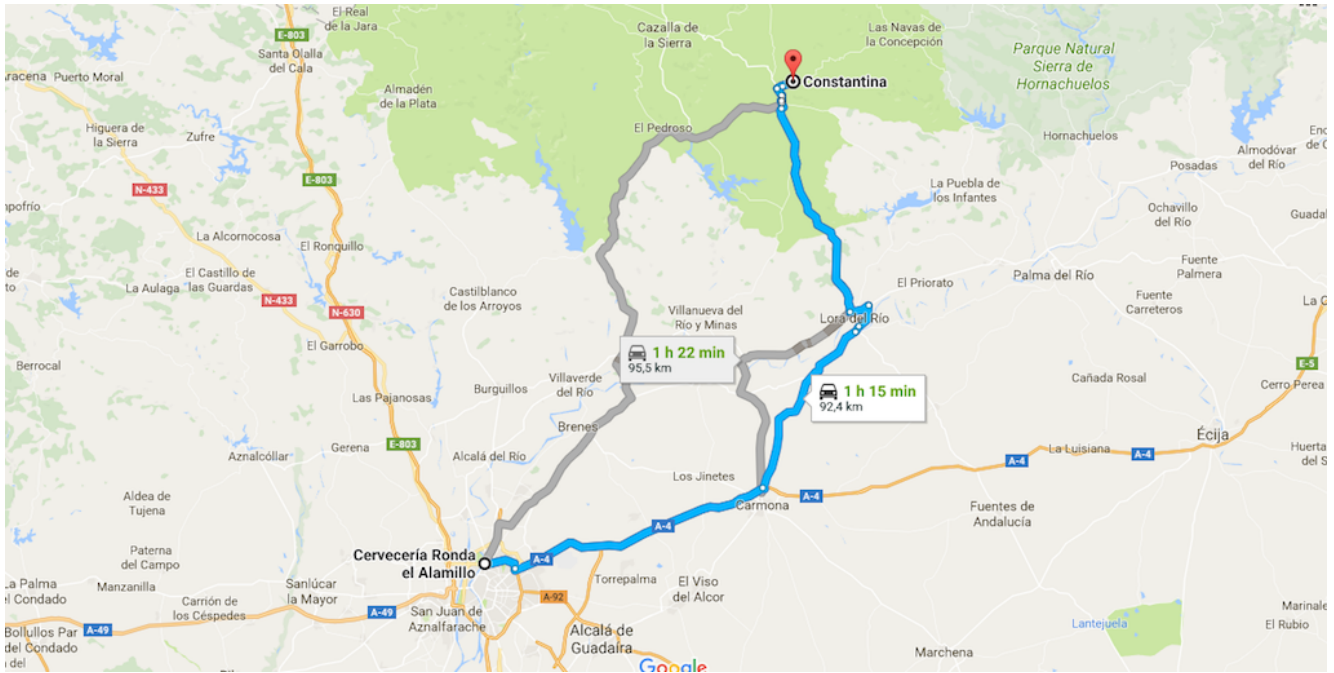 El Real
de la Jara
E-803
Santa Olalla
del Cala
Cazalla de
la Sierra
Las Navas de
la Concepción
Parque Natural
Sierra de
Hornachuelos
Puerto Moral
Almadén
de la Plata
Constantina
Higuera de
la Sierra
Zufre
El Pedroso
Hornachuelos
Almodóvar
del Río
Posadas
E-803
N-433
La Puebla de
los Infantes
Ochavillo
del Río
La Alcornocosa
El Ronquillo
El Castillo de
las Guardas
La Aulaga
N-433
N-630
Castilblanco
de los Arroyos
El Priorato
Palma del Río
Fuente
Palmera
Fuente
Carreteros
Villanueva del
Río y Minas
Lora del Río
El Garrobo
1 h 22 min
95,5 km
Berrocal
Burguillos
Villaverde
del Río
1 h 15 min
92,4 km
Cañada Rosal
E-5
Cerro Perea
Las Pajanosas
Brenes
Écija
E-803
Gerena
Aznalcóllar
Alcalá del Río
Los Jinetes
La Luisiana
A-4
A-4
A-4
Carmona
Aldea de
Tujena
Fuentes de
Andalucía
A-4
Paterna
del Campo
Cervecería Ronda
el Alamillo
A-4
Torrepalma
El Viso
del Alcor
La Palma
Condado
Manzanilla
Sanlúcar
la Mayor
A-92
Carrión de
los Céspedes
A-49
San Juan de
Aznalfarache
Alcalá de
Guadaíra
A-49
Bollullos Par
del Condado
Lantejuela
El Rubio
Marchena
Google